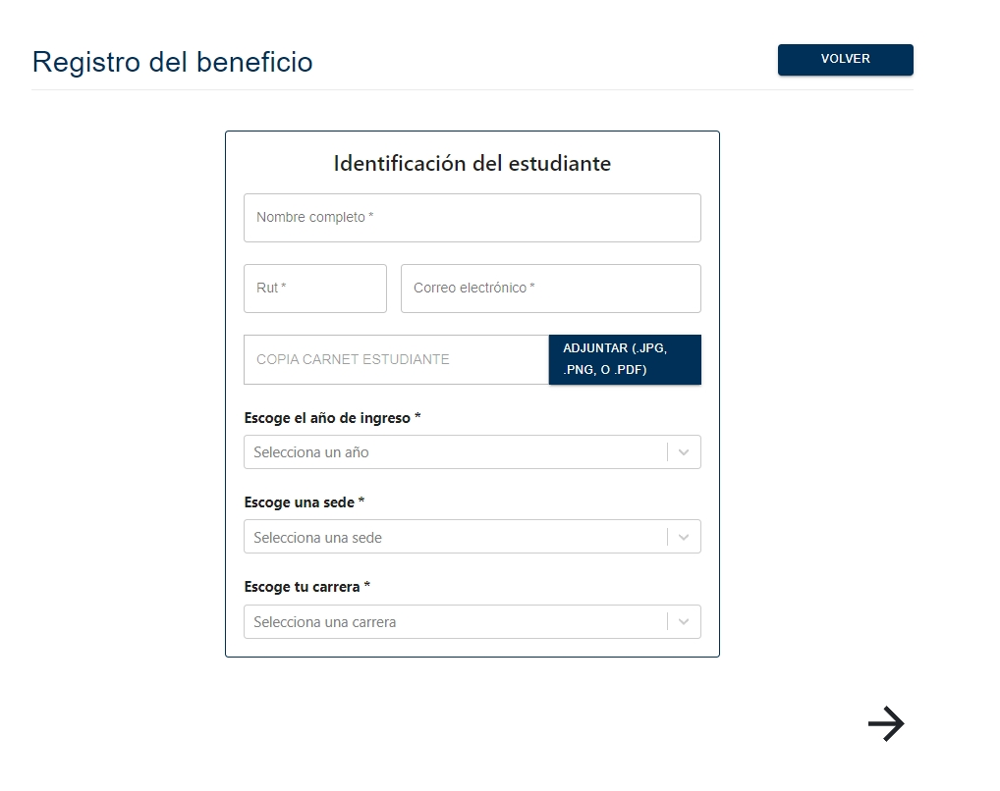 Registro del beneficio
VOLVER
Identificación del estudiante
Nombre completo *
Rut *
Correo electrónico *
COPIA CARNET ESTUDIANTE
ADJUNTAR (.JPG,
.PNG, O .PDF)
Escoge el año de ingreso *
Selecciona un año
Escoge una sede *
Selecciona una sede
Escoge tu carrera *
Selecciona una carrera